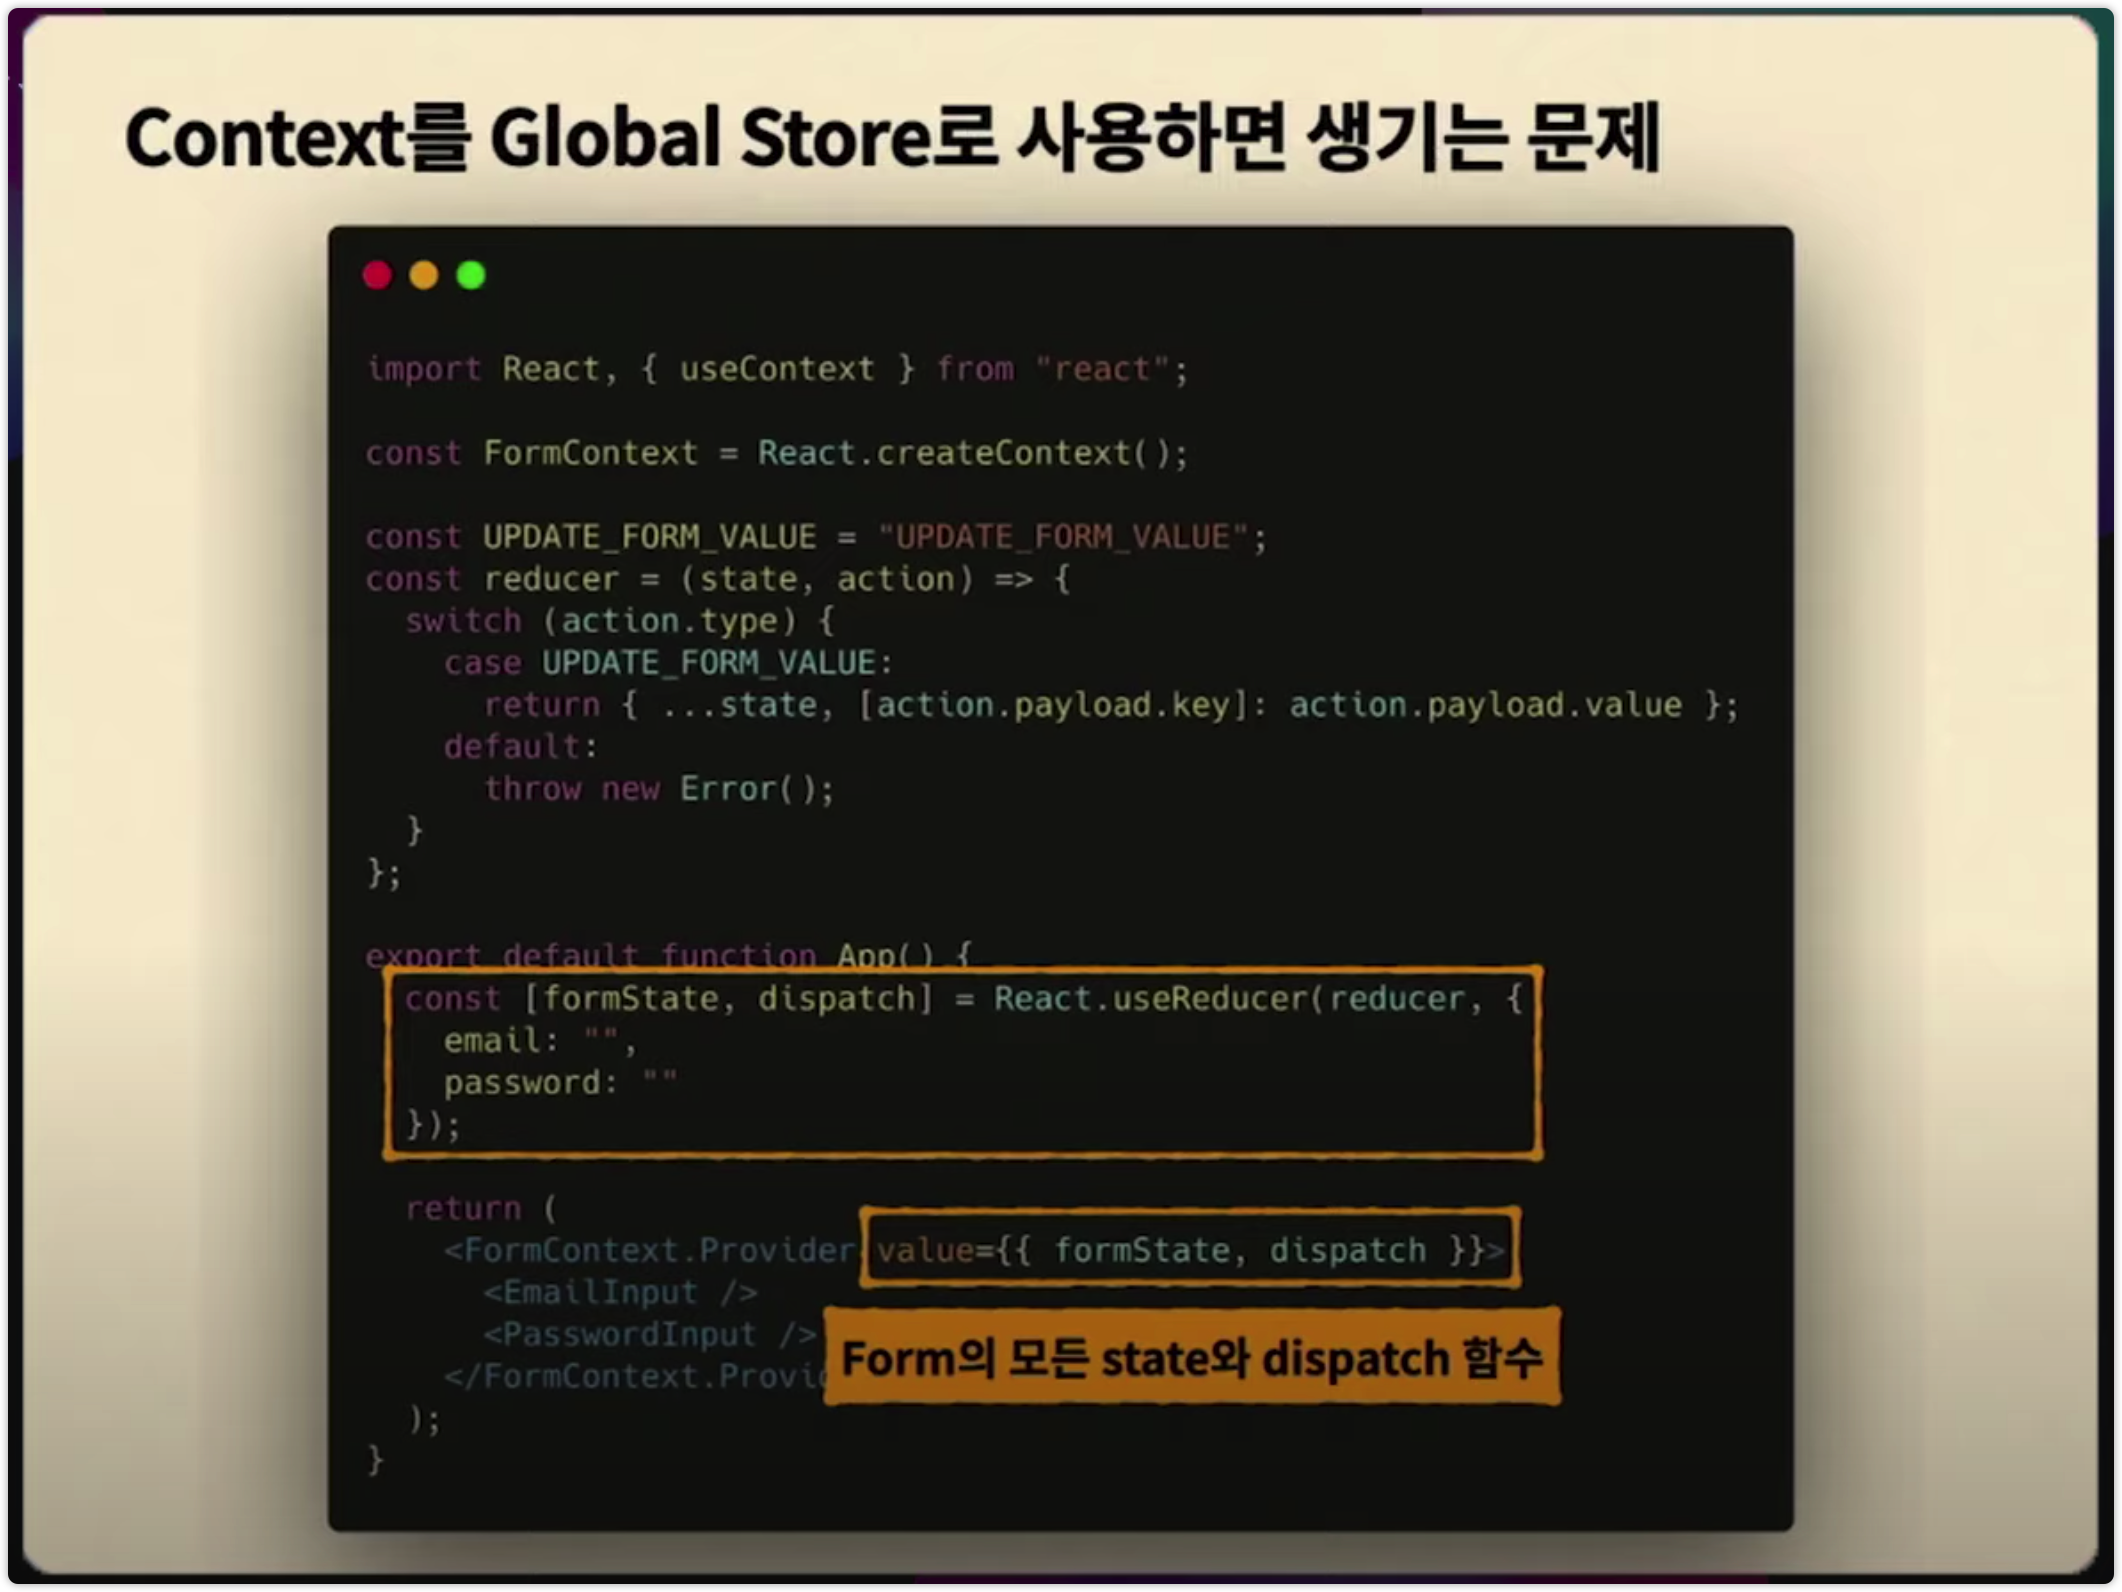 Context를 Global Store로 사용하면 생기는 문제
import React, { useContext } from "react";
const FormContext = React.createContext();
const UPDATE_FORM_VALUE = "UPDATE_FORM_VALUE";
const reducer = (state, action) => {
switch (action.type) {
case UPDATE_FORM_VALUE:
return { ...state, [action.payload.key]: action.payload.value };
default:
throw new Error();
}
};
export default function App() {
const [formState, dispatch] = React.useReducer(reducer, {
email: "",
password: ""
});
return (
<FormContext.Provider value={{ formState, dispatch }}>
<EmailInput />
<PasswordInput />
Form의 모든 state와 dispatch 함수
</FormContext.Provid
);
}